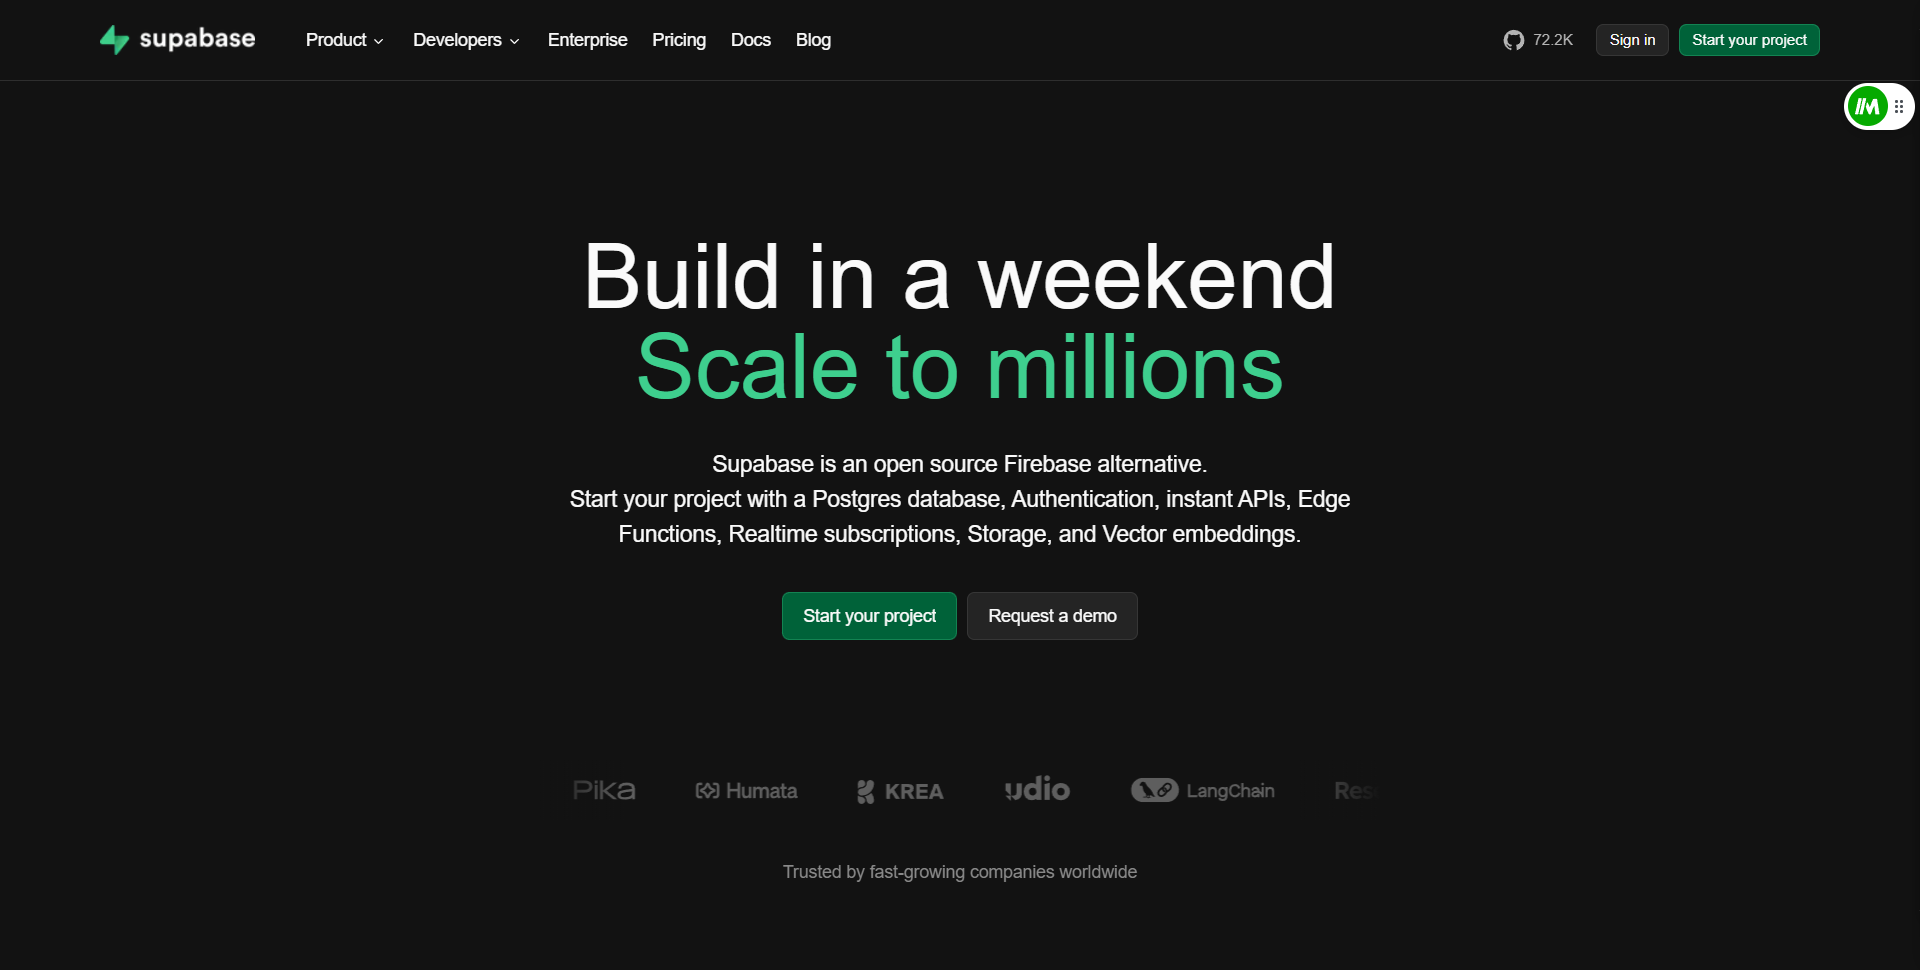 supabase
Product
Developers
Enterprise
Pricing
Docs
Blog
72.2K
Sign in
Start your project
Build in a weekend
Scale to millions
Supabase is an open source Firebase alternative.
Start your project with a Postgres database, Authentication, instant APIs, Edge
Functions, Realtime subscriptions, Storage, and Vector embeddings.
Start your project
Request a demo
Pika
Humata
KREA
udio
LangChain
Trusted by fast-growing companies worldwide